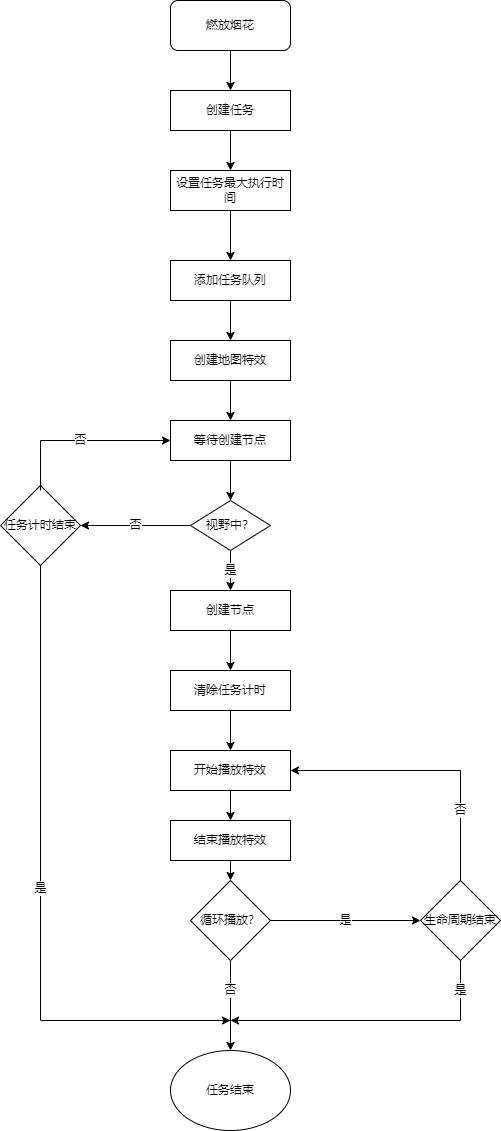 燃放烟花
创建任务
设置任务最大执行时
间
添加任务队列
创建地图特效
否
等待创建节点
任务计时结束
否
视野中?
是
创建节点
清除任务计时
开始播放特效
否
结束播放特效
是
循环播放?
是
生命周期结束
否
是
任务结束